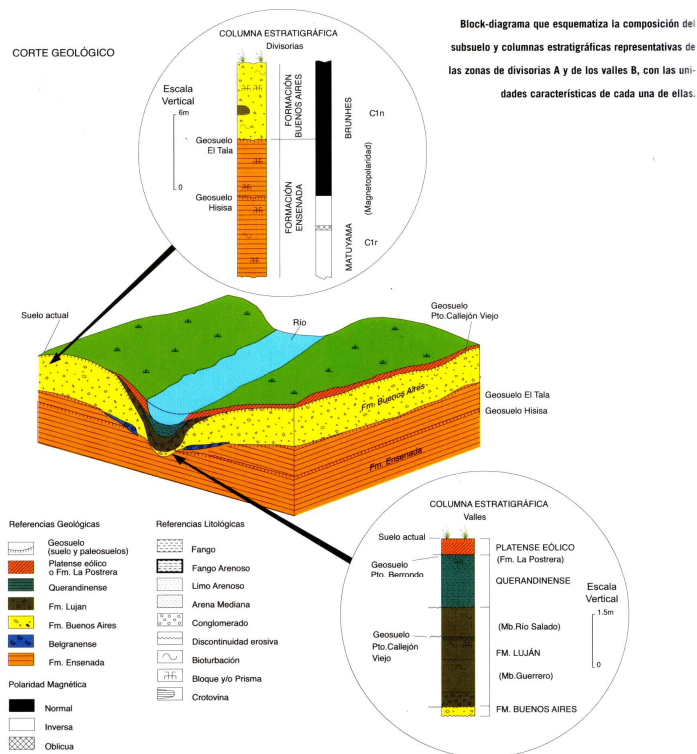 CORTE GEOLÓGICO
Block-diagrama que esquematiza la composición del
subsuelo y columnas estratigráficas representativas de
las zonas de divisorias A y de los valles B, con las uni-
dades características de cada una de ellas.
COLUMNA ESTRATIGRÁFICA
Divisorias
Escala
Vertical
6m
0
Geosuelo
El Tala
Geosuelo
Hisisa
FORMACIÓN
BUENOS AIRES
FORMACIÓN
ENSENADA
BRUNHES
MATUYAMA
C1n
(Magnetopolaridad)
C1r
Suelo actual
Río
Geosuelo
Pto.Callejón Viejo
Fm. Buenos Aires
Geosuelo El Tala
Geosuelo Hisisa
Fm. Ensenada
COLUMNA ESTRATIGRÁFICA
Valles
Suelo actual
Geosuelo
Pto. Berrondo
Geosuelo
Pto.Callejón
Viejo
PLATENSE EÓLICO
(Fm. La Postrera)
QUERANDINENSE
(Mb.Río Salado)
FM. LUJÁN
(Mb.Guerrero)
FM. BUENOS AIRES
Escala
Vertical
1.5m
0
Referencias Geológicas
Geosuelo
(suelo y paleosuelos)
Platense eólico
o Fm. La Postrera
Querandinense
Fm. Lujan
Fm. Buenos Aires
Belgranense
Fm. Ensenada
Polaridad Magnética
Normal
Inversa
Oblicua
Referencias Litológicas
Fango
Fango Arenoso
Limo Arenoso
Arena Mediana
Conglomerado
Discontinuidad erosiva
Bioturbación
Bloque y/o Prisma
Crotovina